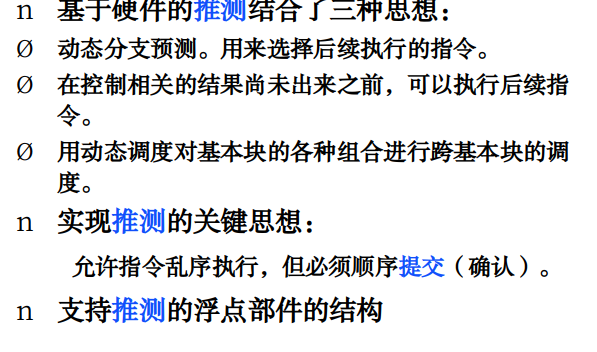 n 基于硬件的推测结合了三种思想：
Ø 动态分支预测。用来选择后续执行的指令。
Ø 在控制相关的结果尚未出来之前，可以执行后续指
令。
Ø 用动态调度对基本块的各种组合进行跨基本块的调
度。
n 实现推测的关键思想：
允许指令乱序执行，但必须顺序提交（确认）。
n 支持推测的浮点部件的结构